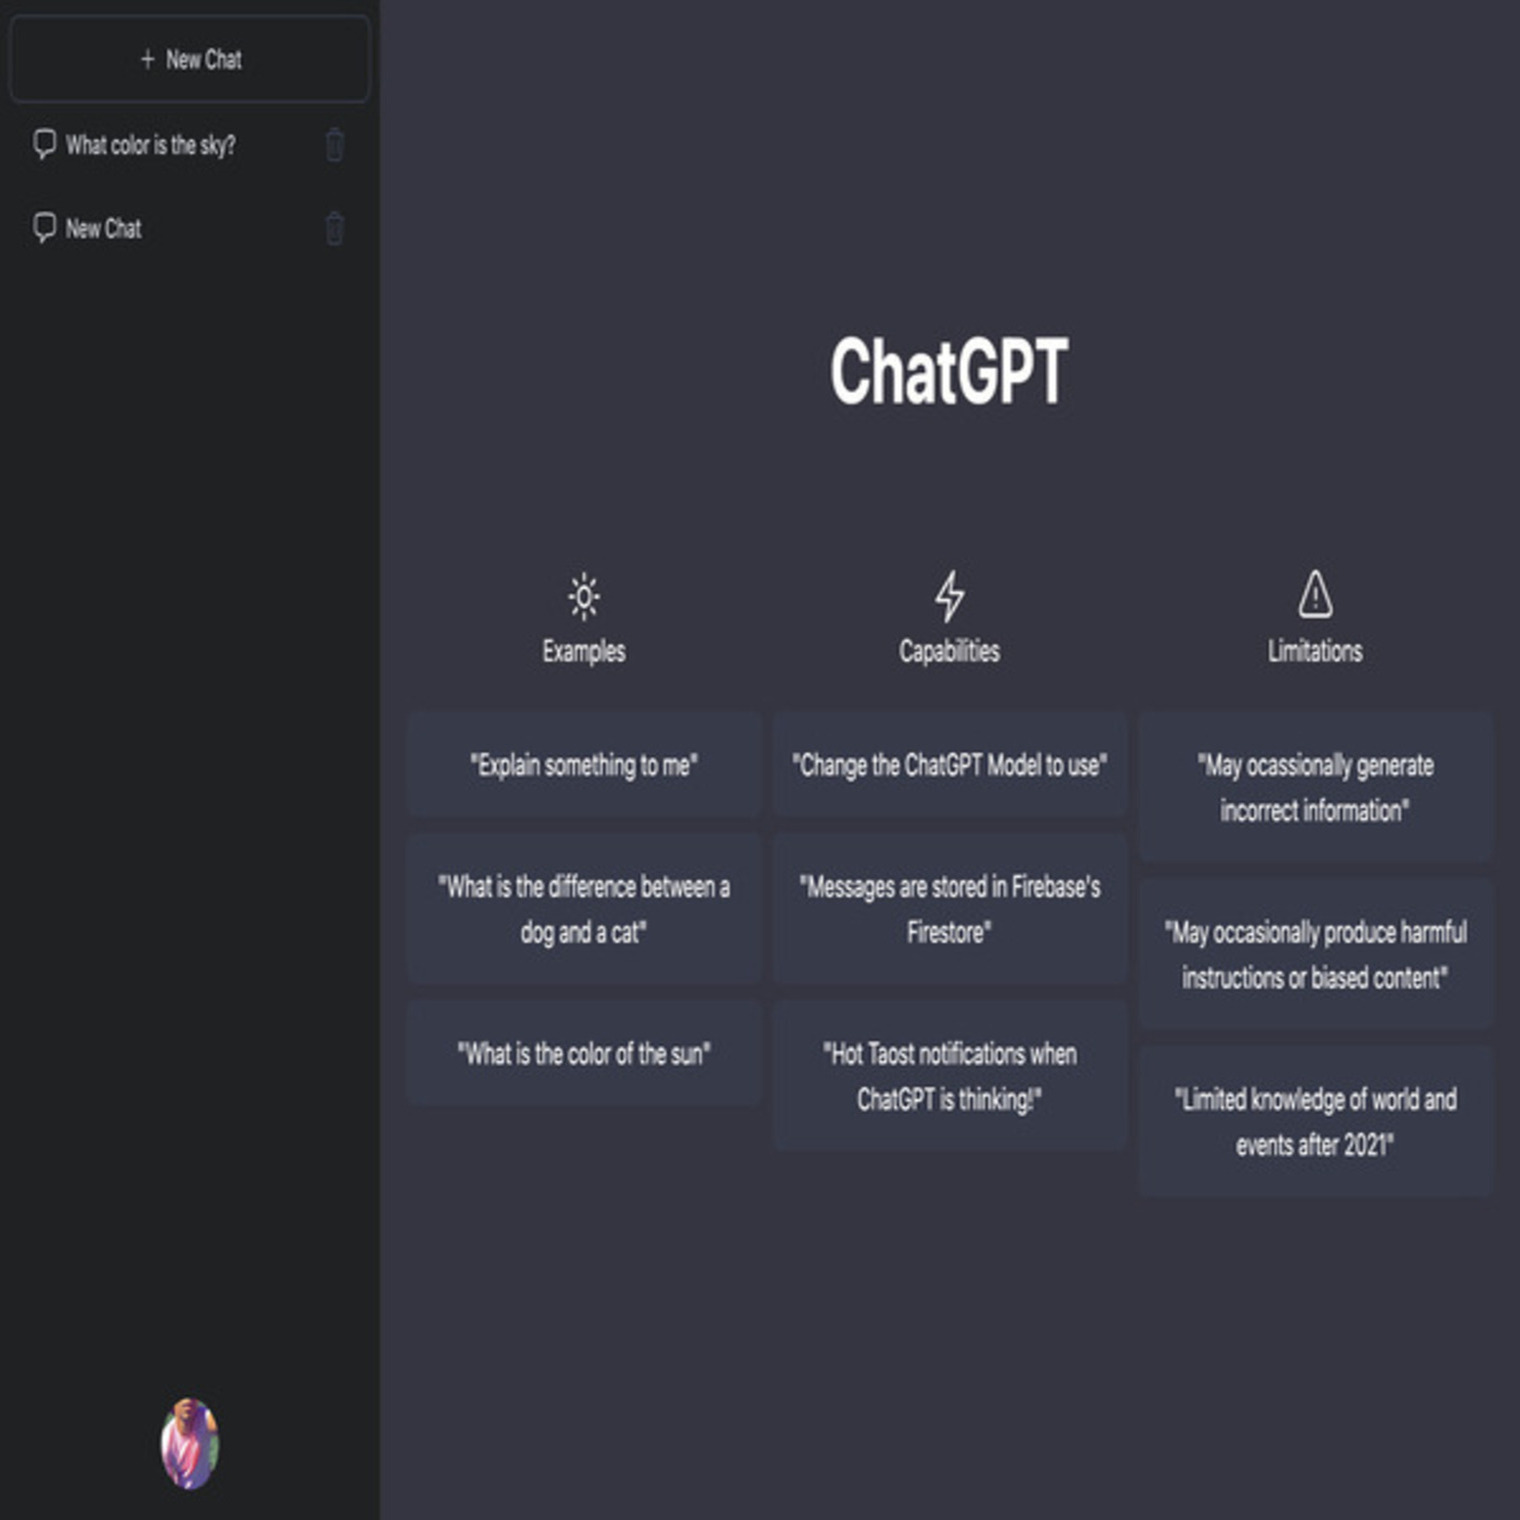 + New Chat
What color is the sky?
New Chat
ChatGPT
Examples
Capabilities
Limitations
"Explain something to me"
"What is the difference between a
dog and a cat"
"What is the color of the sun"
"Change the ChatGPT Model to use"
"Messages are stored in Firebase's
Firestore"
"Hot Taost notifications when
ChatGPT is thinking!"
"May ocassionally generate
incorrect information"
"May occasionally produce harmful
instructions or biased content"
"Limited knowledge of world and
events after 2021"